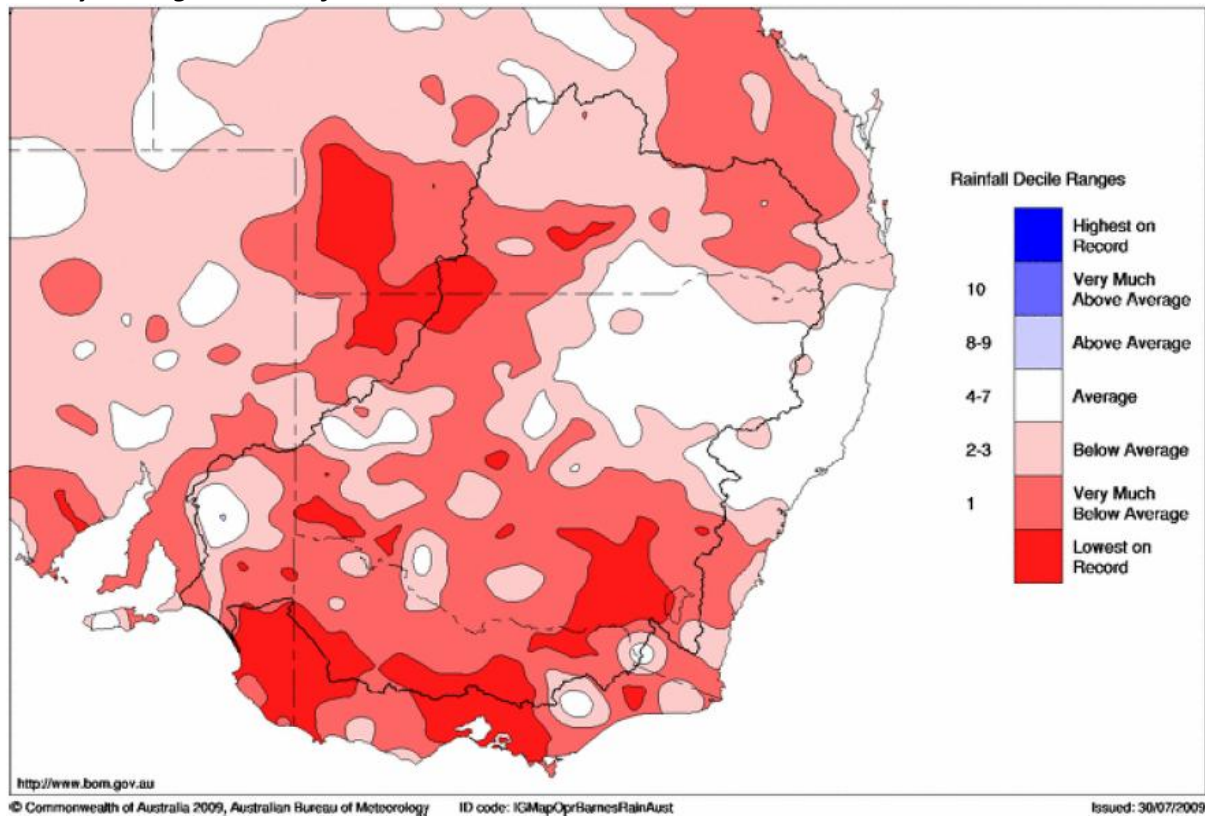 Rainfall Decile Ranges
Highest on
Record
10
Very Much
Above Average
8-9
Above Average
4-7
Average
2-3
Below Average
1
Very Much
Below Average
Lowest on
Record
http://www.bom.gov.au
© Commonwealth of Australia 2009, Australian Bureau of Meteorology ID code: IGMapOprBarnesRainAust Issued: 30/07/2009